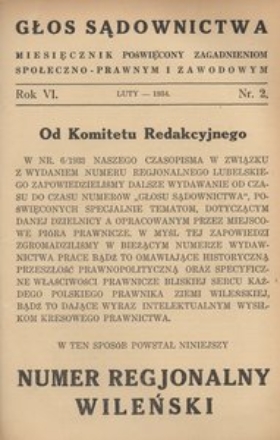 GŁOS SĄDOWNICTWA
MIESIĘCZNIK POŚWIĘCONY ZAGADNIENIOM
SPOŁECZNO-PRAWNYM I ZAWODOWYM
Rok VI. LUTY — 1934. Nr. 2.
Od Komitetu Redakcyjnego
W NR. 6/1933 NASZEGO CZASOPISMA W ZWIĄZKU
Z WYDANIEM NUMERU REGJONALNEGO LUBELSKIE-
GO ZAPOWIEDZIELIŚMY DALSZE WYDAWANIE OD CZA-
SU DO CZASU NUMERÓW „GŁOSU SĄDOWNICTWA", PO-
ŚWIĘCONYCH SPECJALNIE TEMATOM, DOTYCZĄCYM
DANEJ DZIELNICY A OPRACOWANYM PRZEZ MIEJSCO-
WE PIÓRA PRAWNICZE. W MYŚL TEJ ZAPOWIEDZI
ZGROMADZILIŚMY W BIEŻĄCYM NUMERZE WYDAW-
NICTWA PRACE BĄDŹ TO OMAWIAJĄCE HISTORYCZNĄ
PRZESZŁOŚĆ PRAWNOPOLITYCZNĄ ORAZ SPECYFICZ-
NE WŁAŚCIWOŚCI PRAWNICZE BLISKIEJ SERCU KAŻ-
DEGO POLSKIEGO PRAWNIKA ZIEMI WILEŃSKIEJ,
BĄDŹ TO DAJĄCE WYRAZ INTELEKTUALNYM WYSIŁ-
KOM KRESOWEGO PRAWNICTWA.
W TEN SPOSÓB POWSTAŁ NINIEJSZY
NUMER REGJONALNY
WILEŃSKI